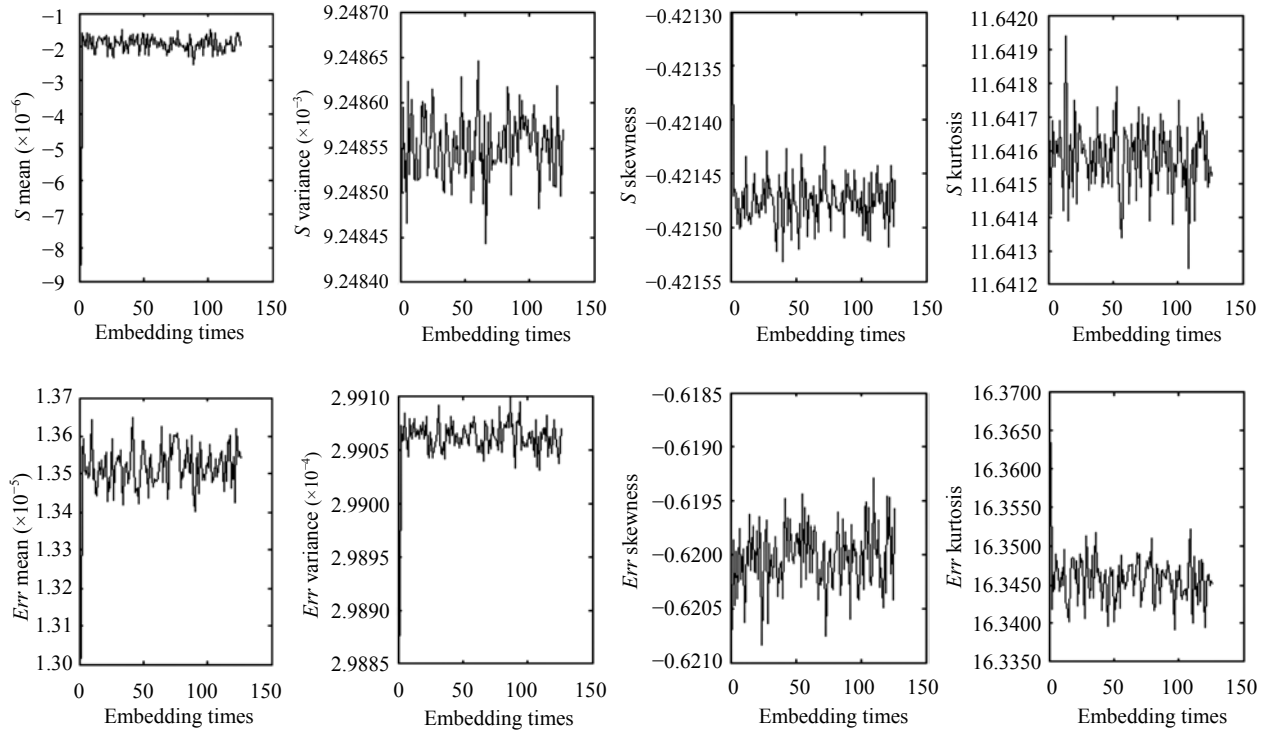 S mean (×10⁻⁶)
−1
−2
−3
−4
−5
−6
−7
−8
−9
0 50 100 150
Embedding times
S variance (×10⁻³)
9.24870
9.24865
9.24860
9.24855
9.24850
9.24845
9.24840
0 50 100 150
Embedding times
S skewness
−0.42130
−0.42135
−0.42140
−0.42145
−0.42150
−0.42155
0 50 100 150
Embedding times
S kurtosis
11.6420
11.6419
11.6418
11.6417
11.6416
11.6415
11.6414
11.6413
11.6412
0 50 100 150
Embedding times
Err mean (×10⁻⁵)
1.37
1.36
1.35
1.34
1.33
1.32
1.31
1.30
0 50 100 150
Embedding times
Err variance (×10⁻⁴)
2.9910
2.9905
2.9900
2.9895
2.9890
2.9885
0 50 100 150
Embedding times
Err skewness
−0.6185
−0.6190
−0.6195
−0.6200
−0.6205
−0.6210
0 50 100 150
Embedding times
Err kurtosis
16.3700
16.3650
16.3600
16.3550
16.3500
16.3450
16.3400
16.3350
0 50 100 150
Embedding times